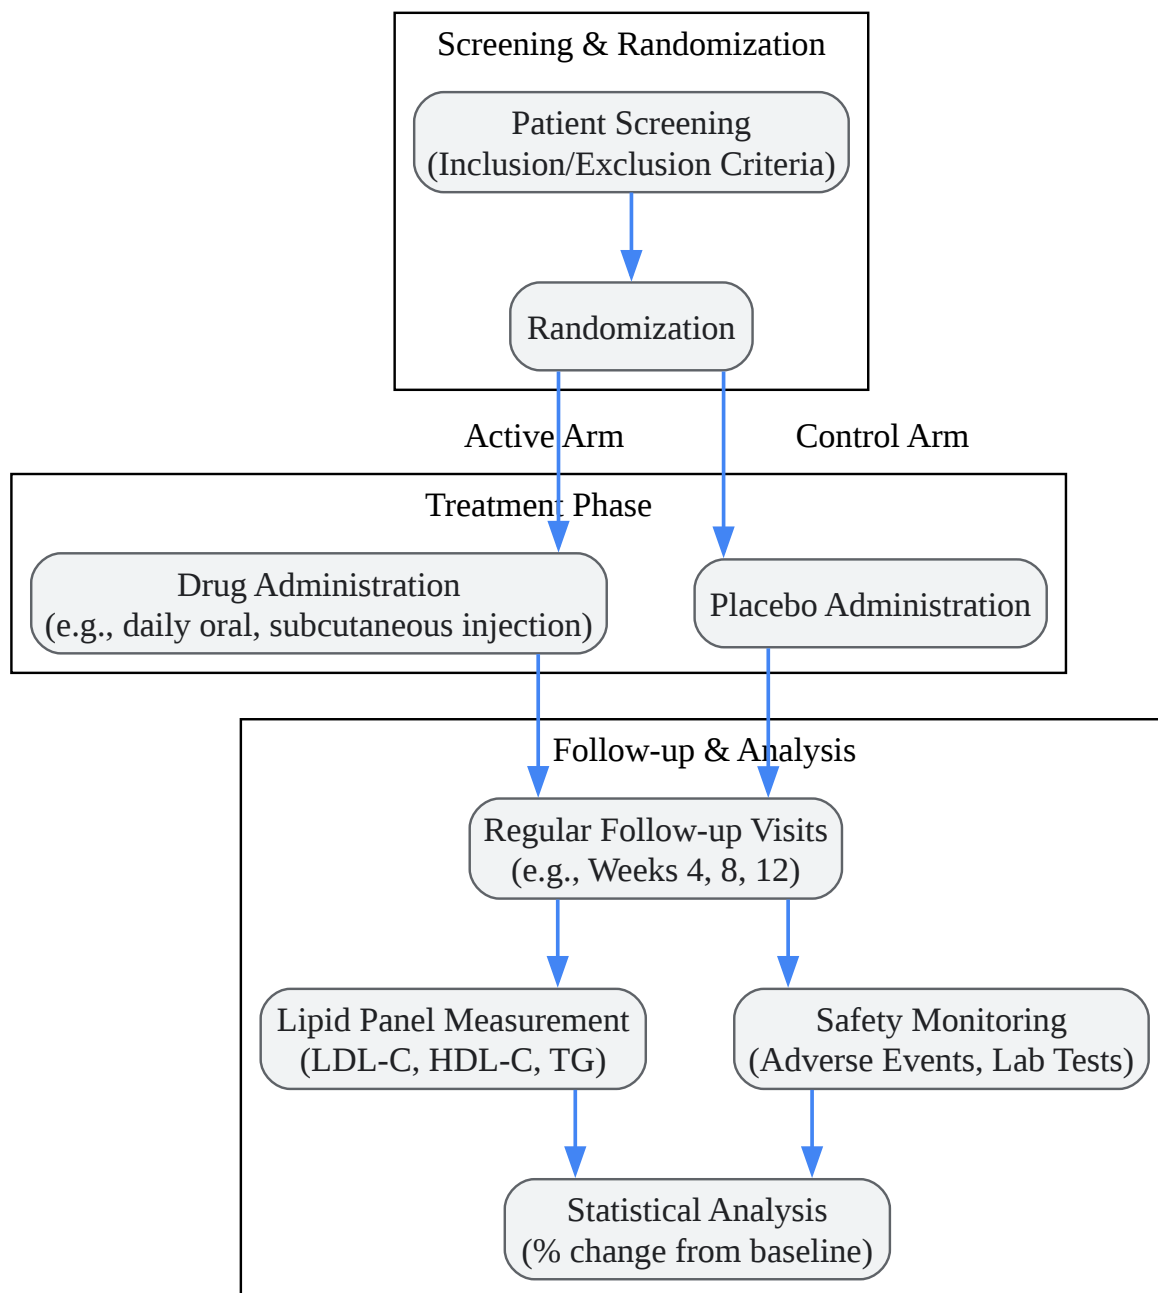 Screening & Randomization
Patient Screening
(Inclusion/Exclusion Criteria)
Randomization
Active Arm
Control Arm
Treatment Phase
Drug Administration
(e.g., daily oral, subcutaneous injection)
Placebo Administration
Follow-up & Analysis
Regular Follow-up Visits
(e.g., Weeks 4, 8, 12)
Lipid Panel Measurement
(LDL-C, HDL-C, TG)
Safety Monitoring
(Adverse Events, Lab Tests)
Statistical Analysis
(% change from baseline)